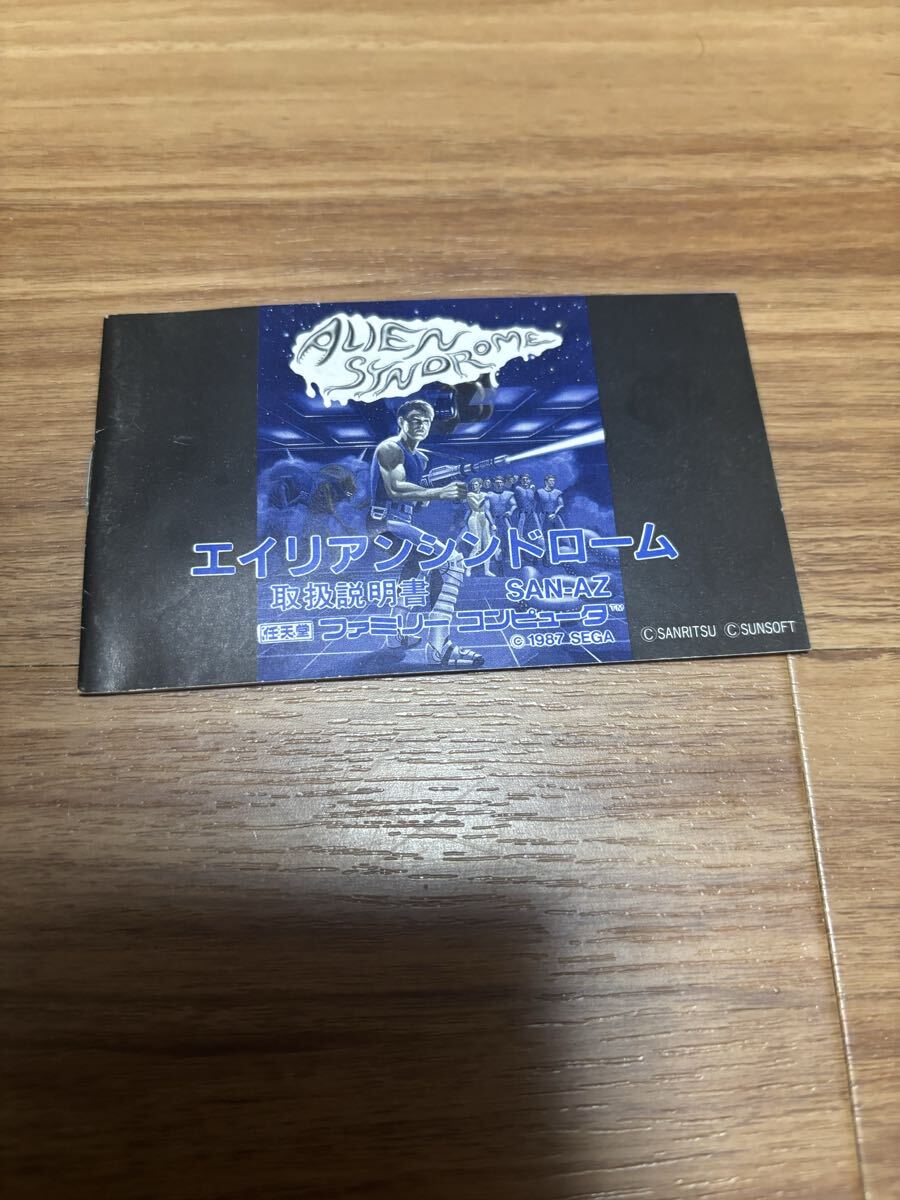 ALIEN
SYNDROME
エイリアンシンドローム
取扱説明書 SAN-AZ
任天堂 ファミリーコンピュータ™
©1987 SEGA
©SANRITSU ©SUNSOFT